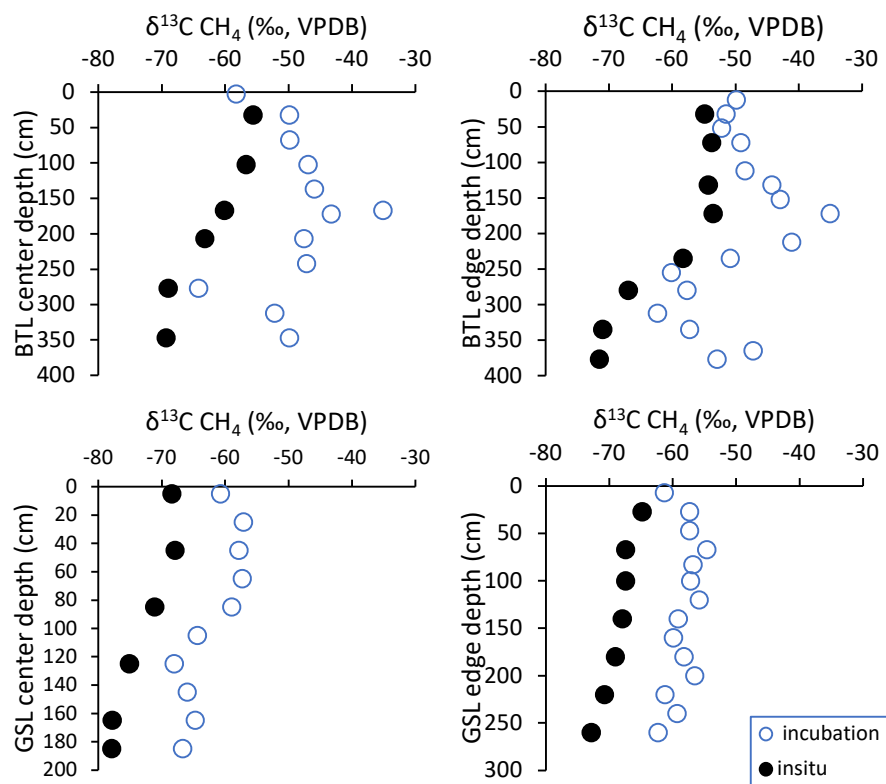 δ¹³C CH₄ (‰, VPDB)
-80 -70 -60 -50 -40 -30
0
50
100
150
200
250
300
350
400
BTL center depth (cm)
δ¹³C CH₄ (‰, VPDB)
-80 -70 -60 -50 -40 -30
0
50
100
150
200
250
300
350
400
BTL edge depth (cm)
δ¹³C CH₄ (‰, VPDB)
-80 -70 -60 -50 -40 -30
0
20
40
60
80
100
120
140
160
180
200
GSL center depth (cm)
δ¹³C CH₄ (‰, VPDB)
-80 -70 -60 -50 -40 -30
0
50
100
150
200
250
300
GSL edge depth (cm)
incubation
insitu